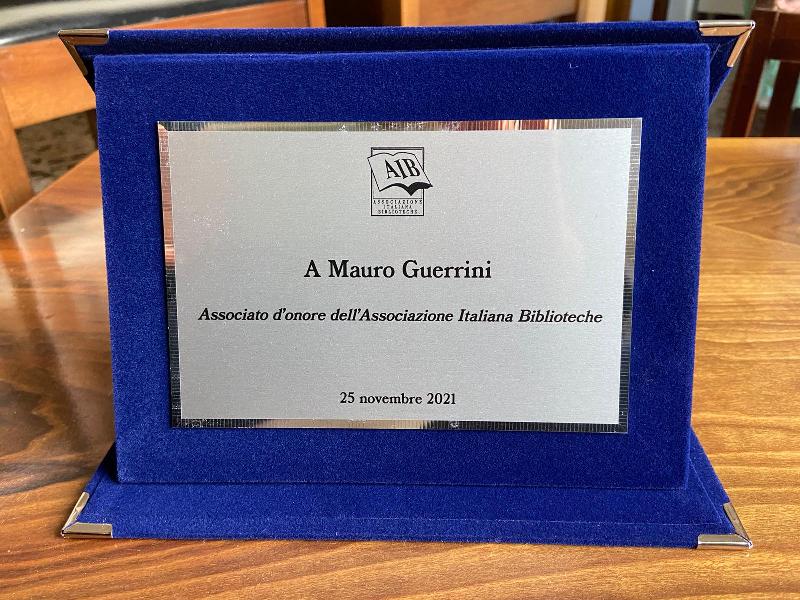 AIB
ASSOCIAZIONE
ITALIANA
BIBLIOTECHE
A Mauro Guerrini
Associato d'onore dell'Associazione Italiana Biblioteche
25 novembre 2021